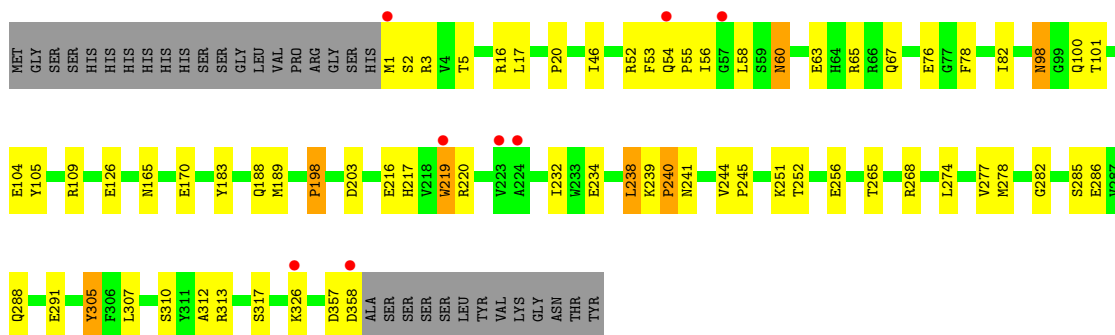 MET GLY SER SER HIS HIS HIS HIS HIS HIS SER SER GLY LEU VAL PRO ARG GLY SER HIS M1 S2 R3 V4 T5 R16 L17 P20 I46 R52 F53 Q54 P55 I56 G57 L58 S59 N60 E63 H64 R65 R66 Q67 E76 G77 F78 I82 N98 G99 Q100 T101
E104 Y105 R109 E126 N165 E170 Y183 Q188 M189 P198 D203 E216 H217 V218 W219 R220 V223 A224 I232 W233 E234 L238 K239 P240 N241 V244 P245 K251 T252 E256 T265 R268 L274 V277 M278 G282 S285 E286 V287
Q288 E291 Y305 F306 L307 S310 Y311 A312 R313 S317 K326 D357 D358 ALA SER SER SER SER LEU TYR VAL LYS GLY ASN THR TYR